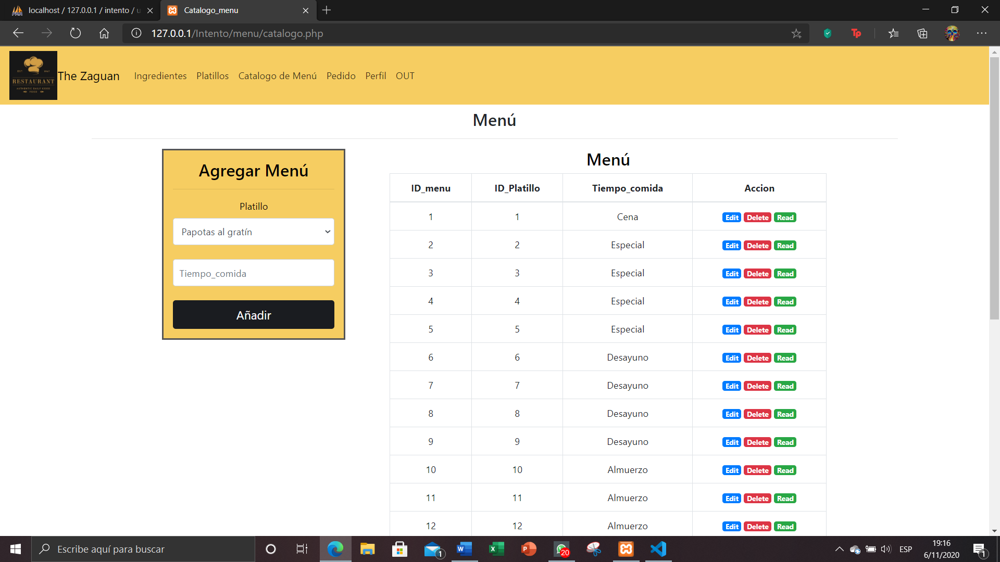 localhost / 127.0.0.1 / intento / u
Catalogo_menu
127.0.0.1/Intento/menu/catalogo.php
RESTAURANT
AUTHENTIC DAILY GOOD
FOOD
The Zaguan
Ingredientes
Platillos
Catalogo de Menú
Pedido
Perfil
OUT
Menú
Agregar Menú
Platillo
Papotas al gratín
Tiempo_comida
Añadir
Menú
ID_menu ID_Platillo Tiempo_comida Accion
1 1 Cena Edit Delete Read
2 2 Especial Edit Delete Read
3 3 Especial Edit Delete Read
4 4 Especial Edit Delete Read
5 5 Especial Edit Delete Read
6 6 Desayuno Edit Delete Read
7 7 Desayuno Edit Delete Read
8 8 Desayuno Edit Delete Read
9 9 Desayuno Edit Delete Read
10 10 Almuerzo Edit Delete Read
11 11 Almuerzo Edit Delete Read
12 12 Almuerzo Edit Delete Read
Escribe aquí para buscar
1
20
ESP
19:16
6/11/2020
1